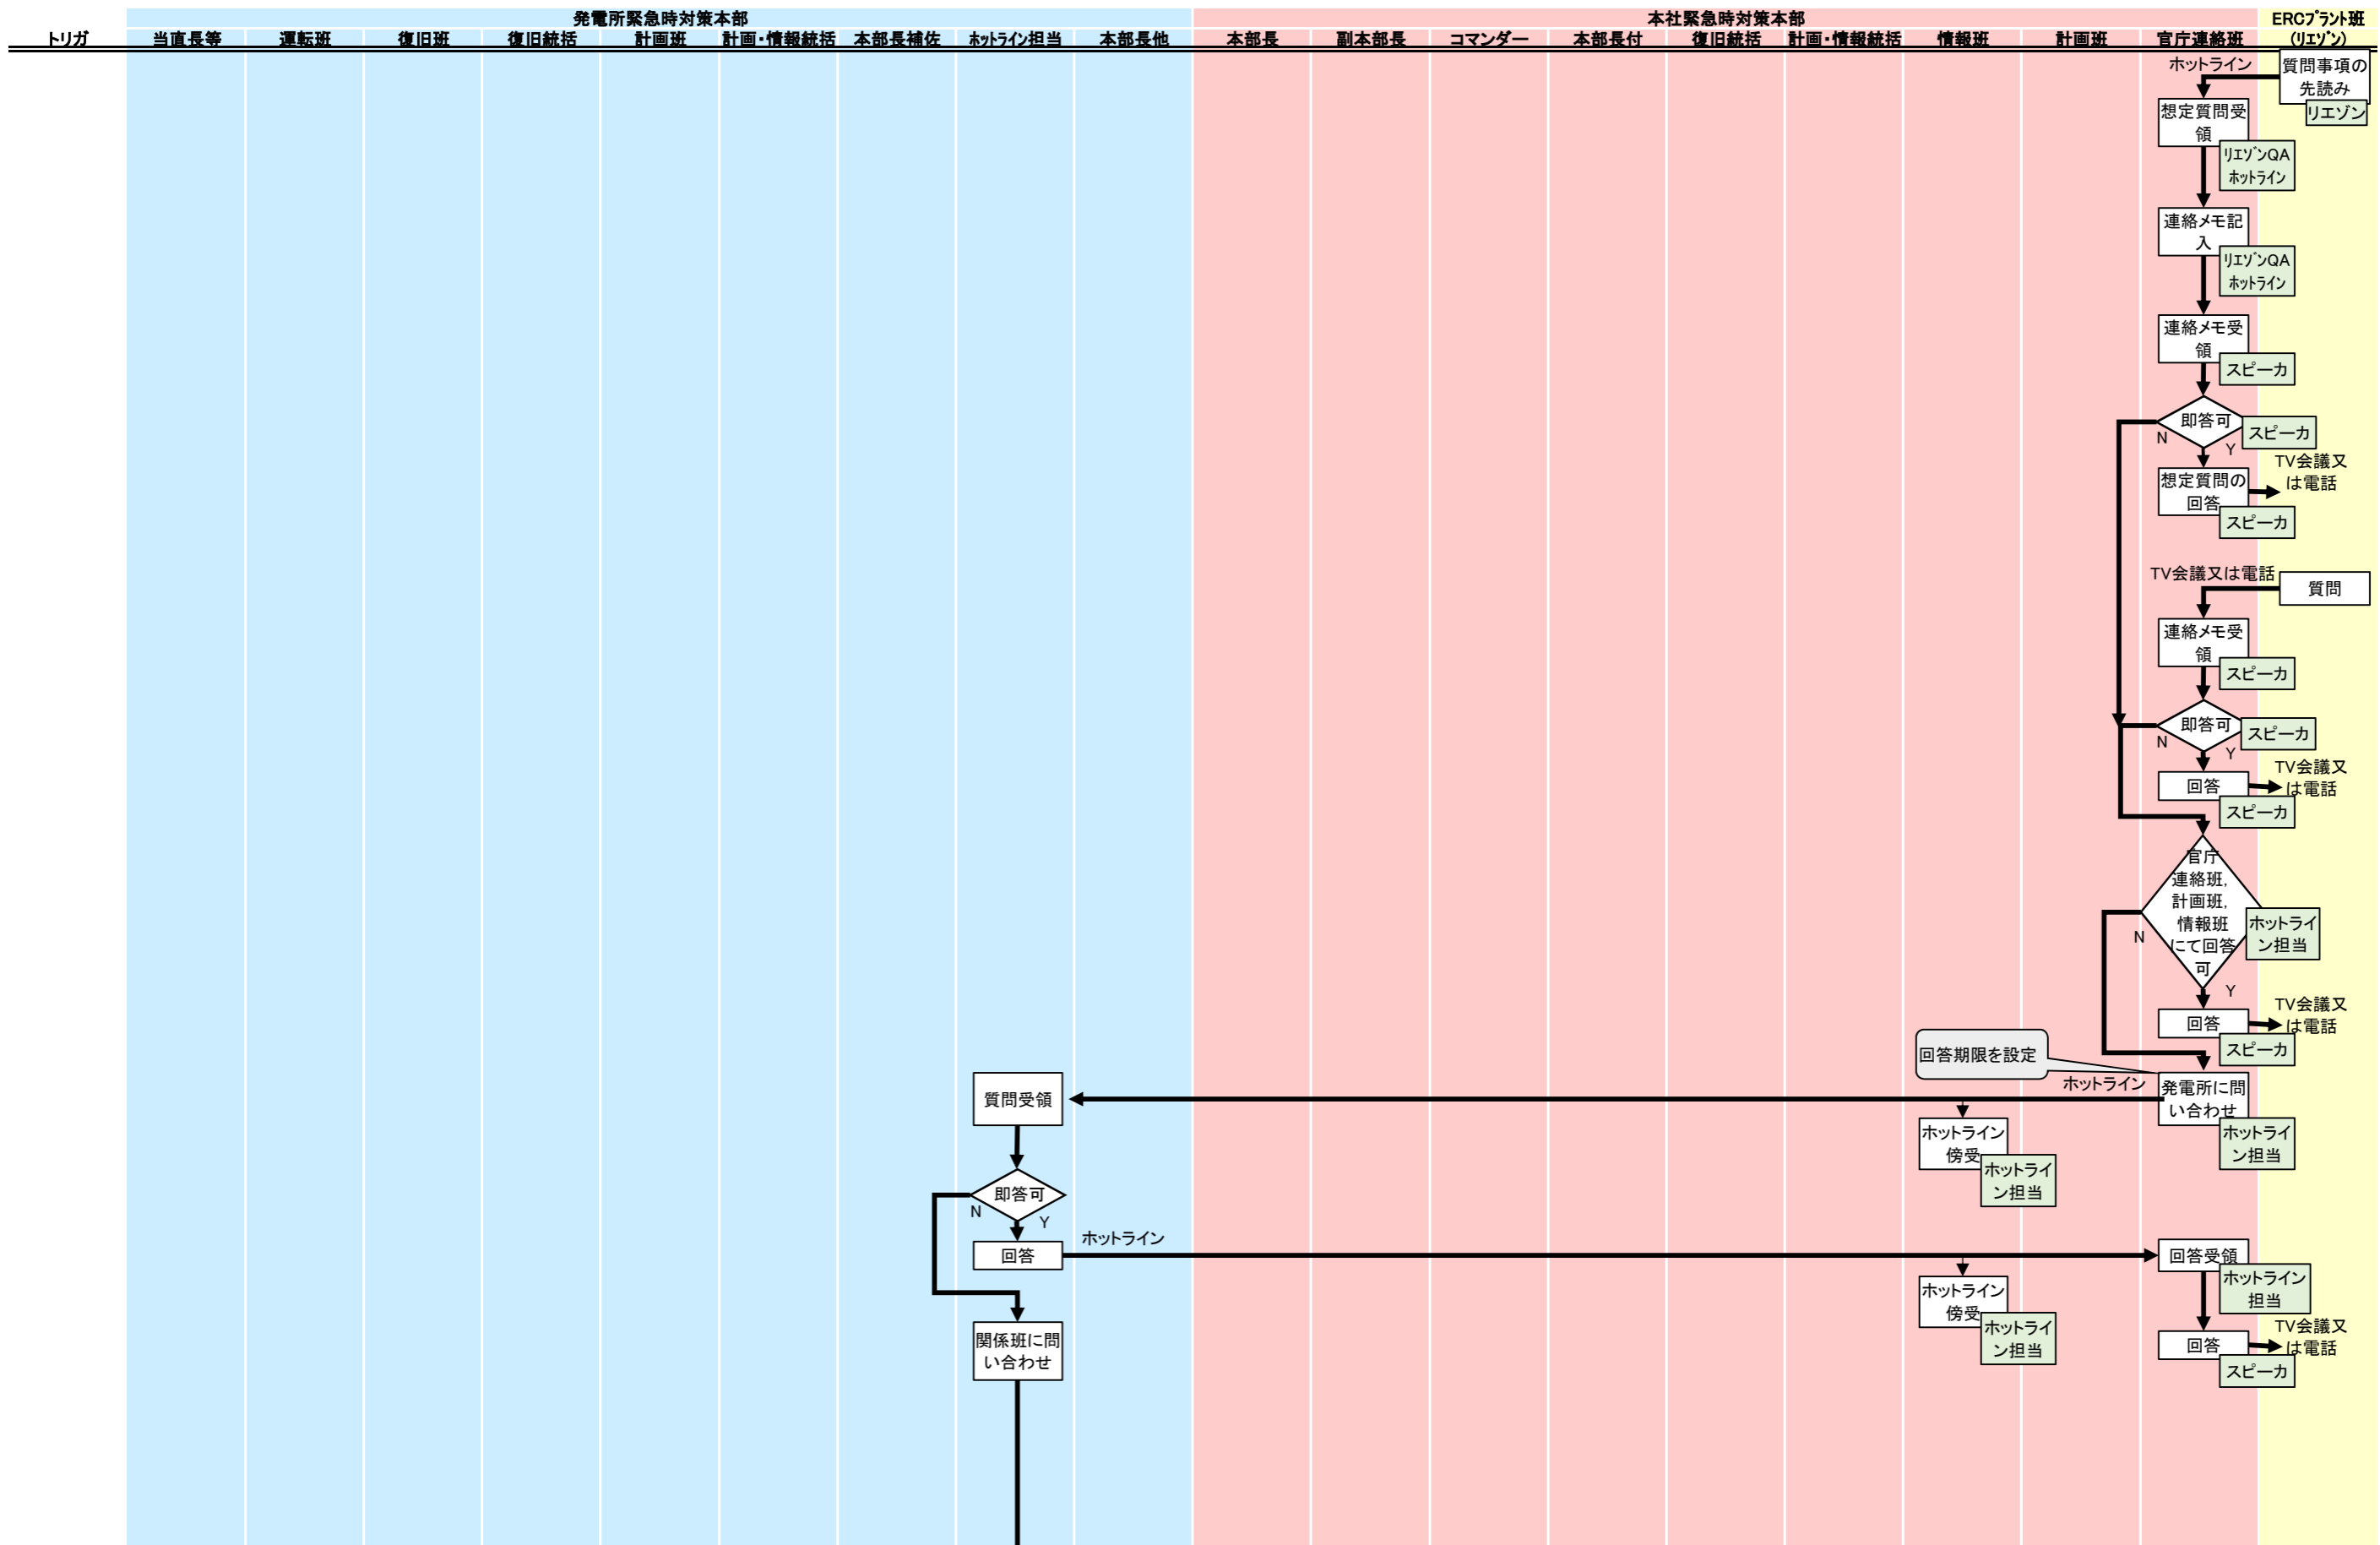 発電所緊急時対策本部
本社緊急時対策本部
ERCﾌﾟﾗﾝﾄ班
(ﾘｴｿﾞﾝ)
トリガ
当直長等
運転班
復旧班
復旧統括
計画班
計画・情報統括
本部長補佐
ﾎｯﾄﾗｲﾝ担当
本部長他
本部長
副本部長
コマンダー
本部長付
復旧統括
計画・情報統括
情報班
計画班
官庁連絡班
ホットライン
質問事項の
先読み
リエゾン
想定質問受
領
ﾘｴｿﾞﾝQA
ﾎｯﾄﾗｲﾝ
連絡メモ記
入
ﾘｴｿﾞﾝQA
ﾎｯﾄﾗｲﾝ
連絡メモ受
領
スピーカ
即答可
スピーカ
N
Y
TV会議又
は電話
想定質問の
回答
スピーカ
TV会議又は電話
質問
連絡メモ受
領
スピーカ
即答可
スピーカ
N
Y
TV会議又
は電話
回答
スピーカ
官庁
連絡班,
計画班,
情報班
にて回答
可
ホットライ
ン担当
N
Y
TV会議又
は電話
回答
スピーカ
回答期限を設定
ホットライン
発電所に問
い合わせ
ホットライ
ン担当
質問受領
ホットライン
傍受
ホットライ
ン担当
即答可
N
Y
ホットライン
回答
回答受領
ホットライン
担当
ホットライン
傍受
ホットライ
ン担当
TV会議又
は電話
回答
スピーカ
関係班に問
い合わせ